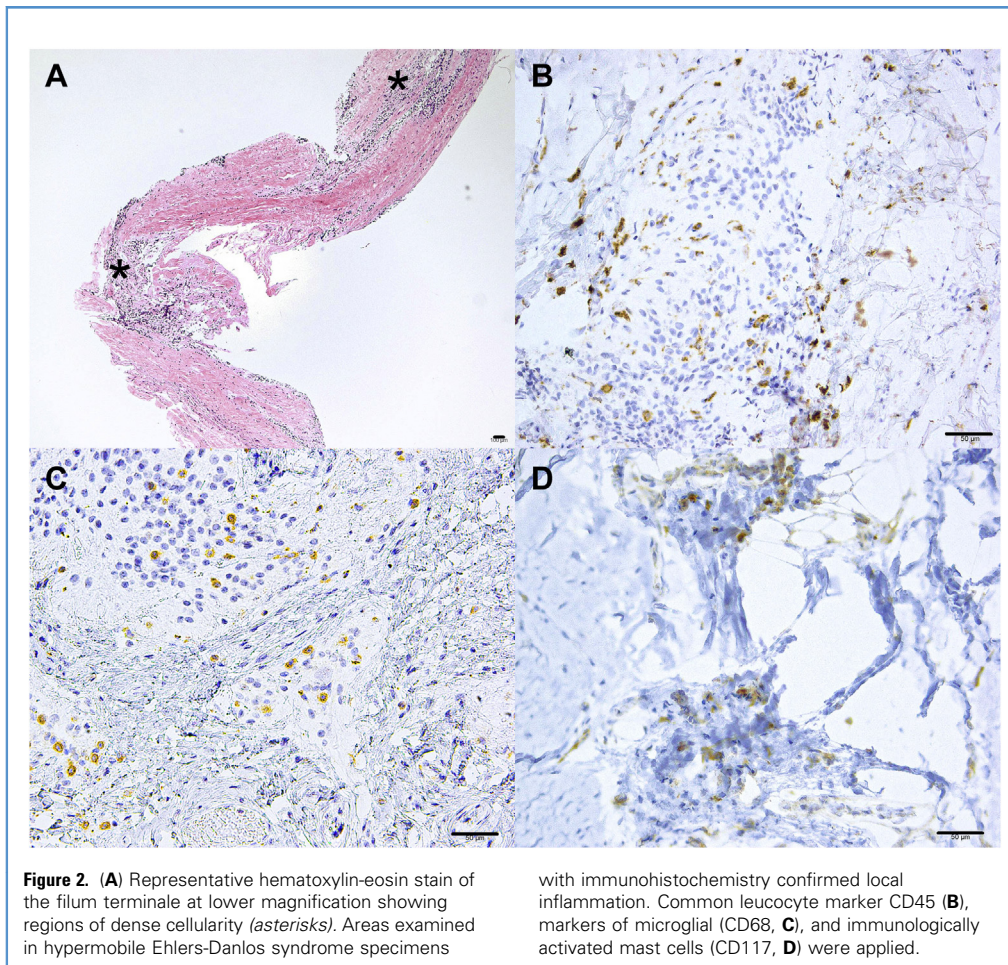 A
*
*
100 µm
B
50 µm
C
50 µm
D
50 µm
Figure 2. (A) Representative hematoxylin-eosin stain of
the filum terminale at lower magnification showing
regions of dense cellularity (asterisks). Areas examined
in hypermobile Ehlers-Danlos syndrome specimens
with immunohistochemistry confirmed local
inflammation. Common leucocyte marker CD45 (B),
markers of microglial (CD68, C), and immunologically
activated mast cells (CD117, D) were applied.